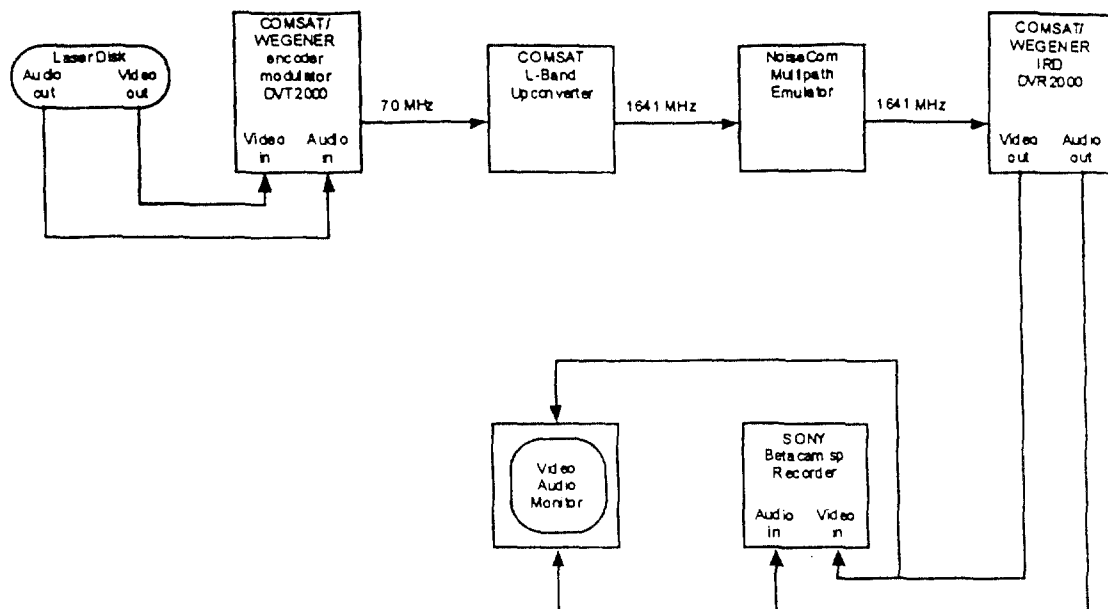 Laser Disk
Audio out
Video out
COMSAT/
WEGENER
encoder
modulator
DVT2000
Video in
Audio in
70 MHz
COMSAT
L-Band
Upconverter
1641 MHz
NoiseCom
Multipath
Emulator
1641 MHz
COMSAT/
WEGENER
IRD
DVR2000
Video out
Audio out
Video
Audio
Monitor
SONY
Betacam sp
Recorder
Audio in
Video in